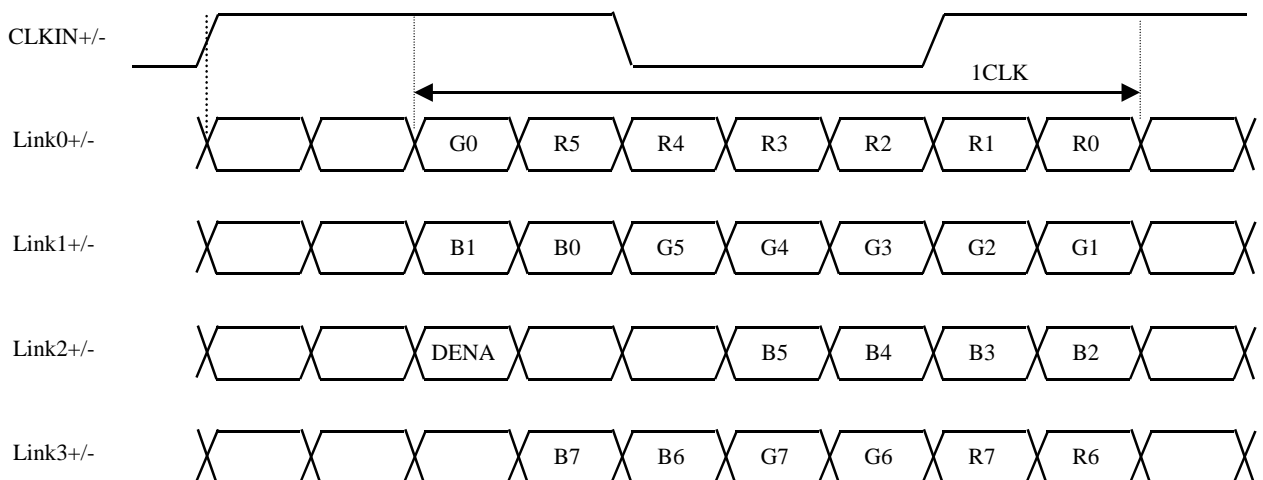 CLKIN+/-
1CLK
Link0+/- G0 R5 R4 R3 R2 R1 R0
Link1+/- B1 B0 G5 G4 G3 G2 G1
Link2+/- DENA B5 B4 B3 B2
Link3+/- B7 B6 G7 G6 R7 R6